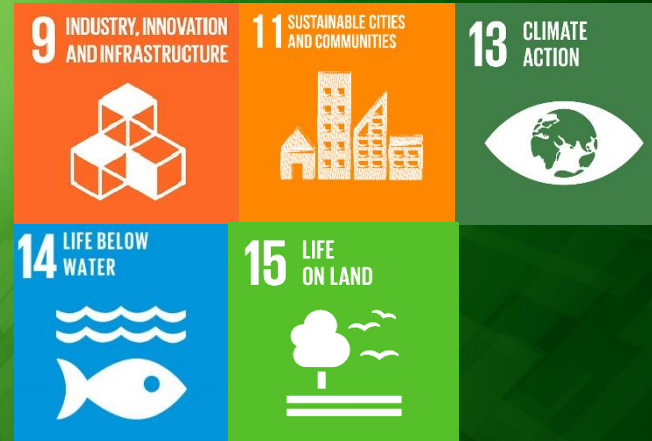 9 INDUSTRY, INNOVATION
AND INFRASTRUCTURE
11 SUSTAINABLE CITIES
AND COMMUNITIES
13 CLIMATE
ACTION
14 LIFE BELOW
WATER
15 LIFE
ON LAND